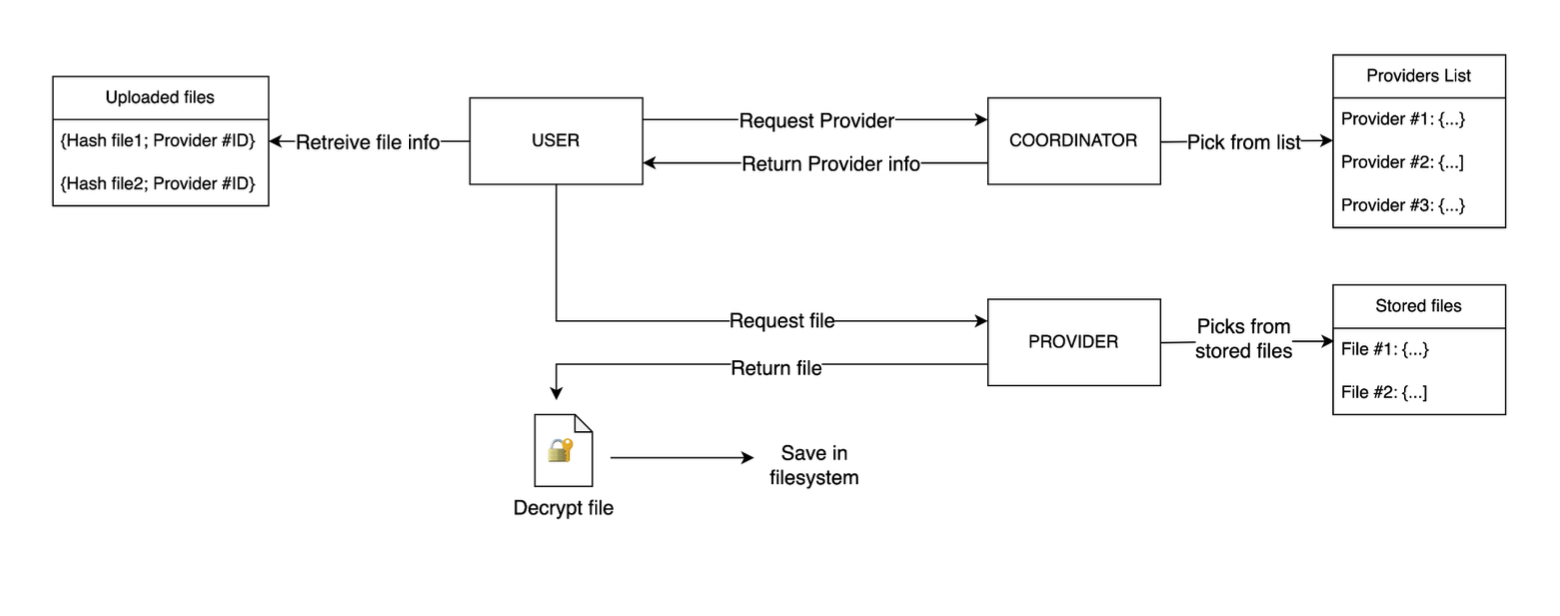 Uploaded files
{Hash file1; Provider #ID}
{Hash file2; Provider #ID}
Retreive file info
USER
Request Provider
Return Provider info
COORDINATOR
Pick from list
Providers List
Provider #1: {...}
Provider #2: {...]
Provider #3: {...}
Request file
Return file
PROVIDER
Picks from
stored files
Stored files
File #1: {...}
File #2: {...]
Decrypt file
Save in
filesystem